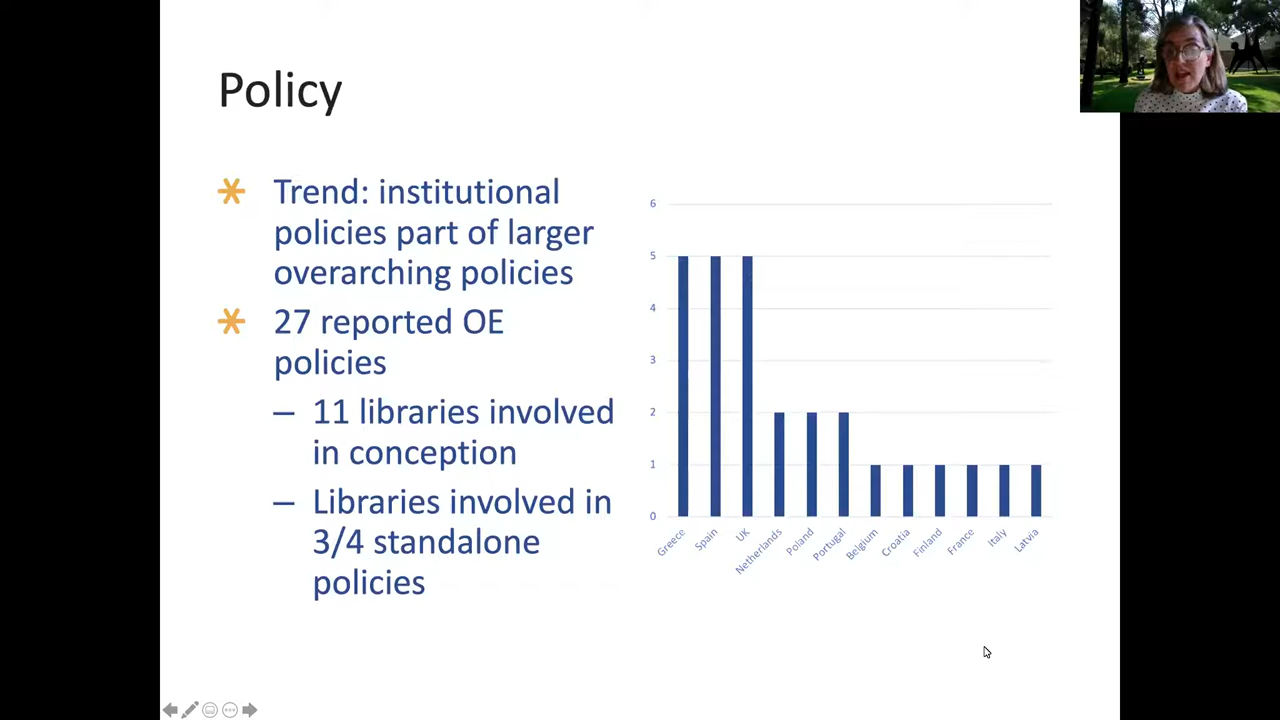 Policy
Trend: institutional
policies part of larger
overarching policies
27 reported OE
policies
– 11 libraries involved
in conception
– Libraries involved in
3/4 standalone
policies
6
5
4
3
2
1
0
Greece
Spain
UK
Netherlands
Poland
Portugal
Belgium
Croatia
Finland
France
Italy
Latvia